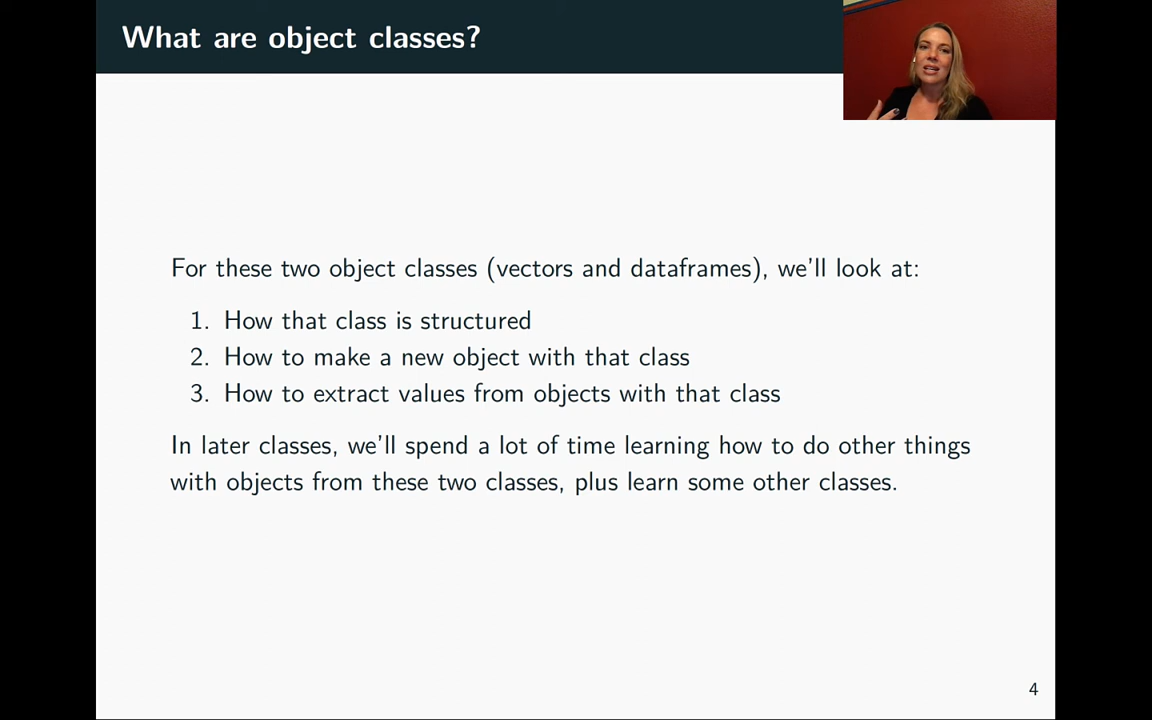 What are object classes?
For these two object classes (vectors and dataframes), we'll look at:
1. How that class is structured
2. How to make a new object with that class
3. How to extract values from objects with that class
In later classes, we'll spend a lot of time learning how to do other things
with objects from these two classes, plus learn some other classes.
4